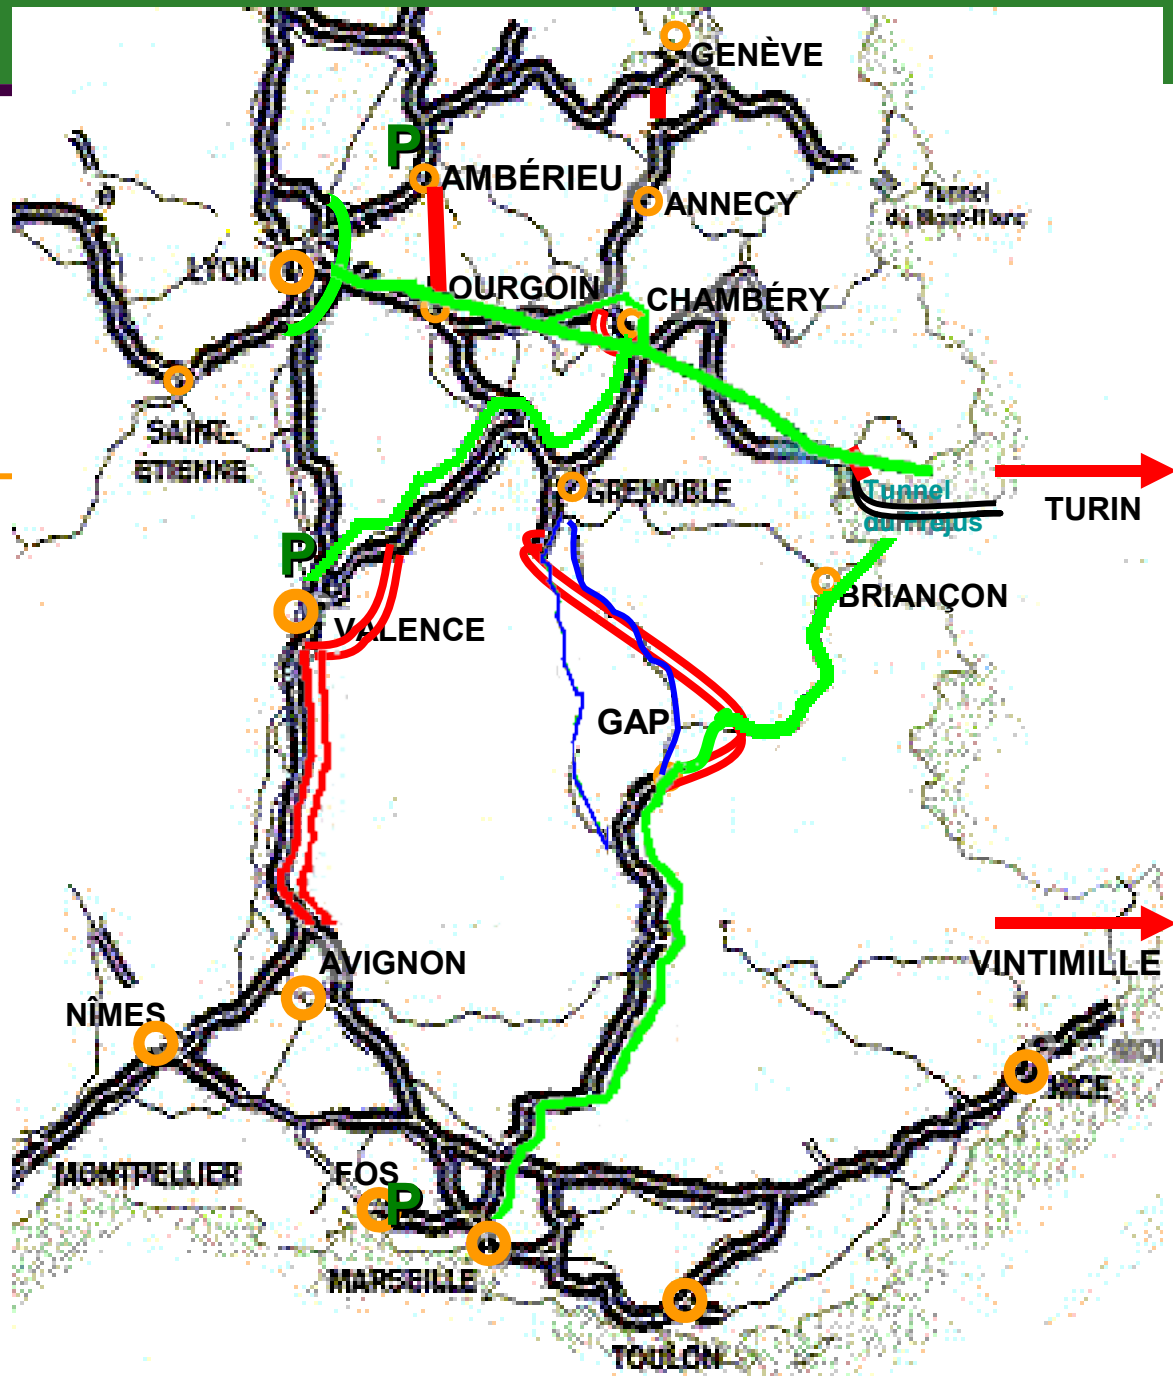 GENÈVE
P
AMBÉRIEU
ANNECY
Tunnel
du Mont-Blanc
LYON
OURGOIN
CHAMBÉRY
SAINT-
ÉTIENNE
GRENOBLE
Tunnel
du Fréjus
TURIN
P
BRIANÇON
VALENCE
GAP
AVIGNON
VINTIMILLE
NÎMES
NICE
MONTPELLIER
FOS
P
MARSEILLE
TOULON